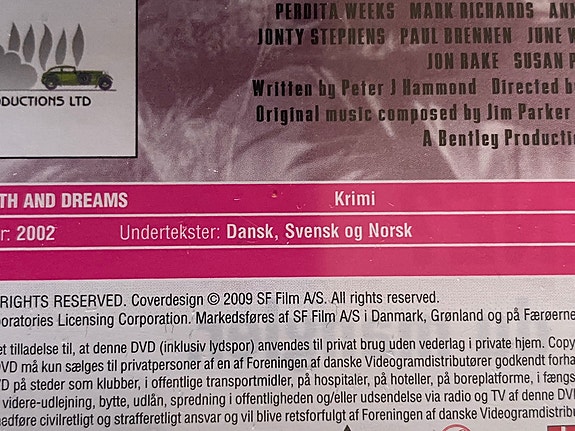 PERDITA WEEKS MARK RICHARDS
JONTY STEPHENS PAUL BRENNEN JUNE
JON RAKE SUSAN
Written by Peter J Hammond Directed
Original music composed by Jim Parker
A Bentley
LTD
AND DREAMS Krimi
2002 Undertekster: Dansk, Svensk og Norsk
RIGHTS RESERVED. Coverdesign © 2009 SF Film A/S. All rights reserved.
Licensing Corporation. Markedsføres af SF Film A/S i Danmark, Grønland og på
tilladelse til, at denne DVD (inklusiv lydspor) anvendes til privat brug uden vederlag i private hjem.
må kun sælges til privatpersoner af en af Foreningen af danske Videogramdistributører godkendt
på steder som klubber, i offentlige transportmidler, på hospitaler, på hoteller, på boreplatforme, i
videre-udlejning, bytte, udlån, spredning i offentligheden og/eller udsendelse via radio og TV af denne
civilretligt og strafferetligt ansvar og vil blive retsforfulgt af Foreningen af danske